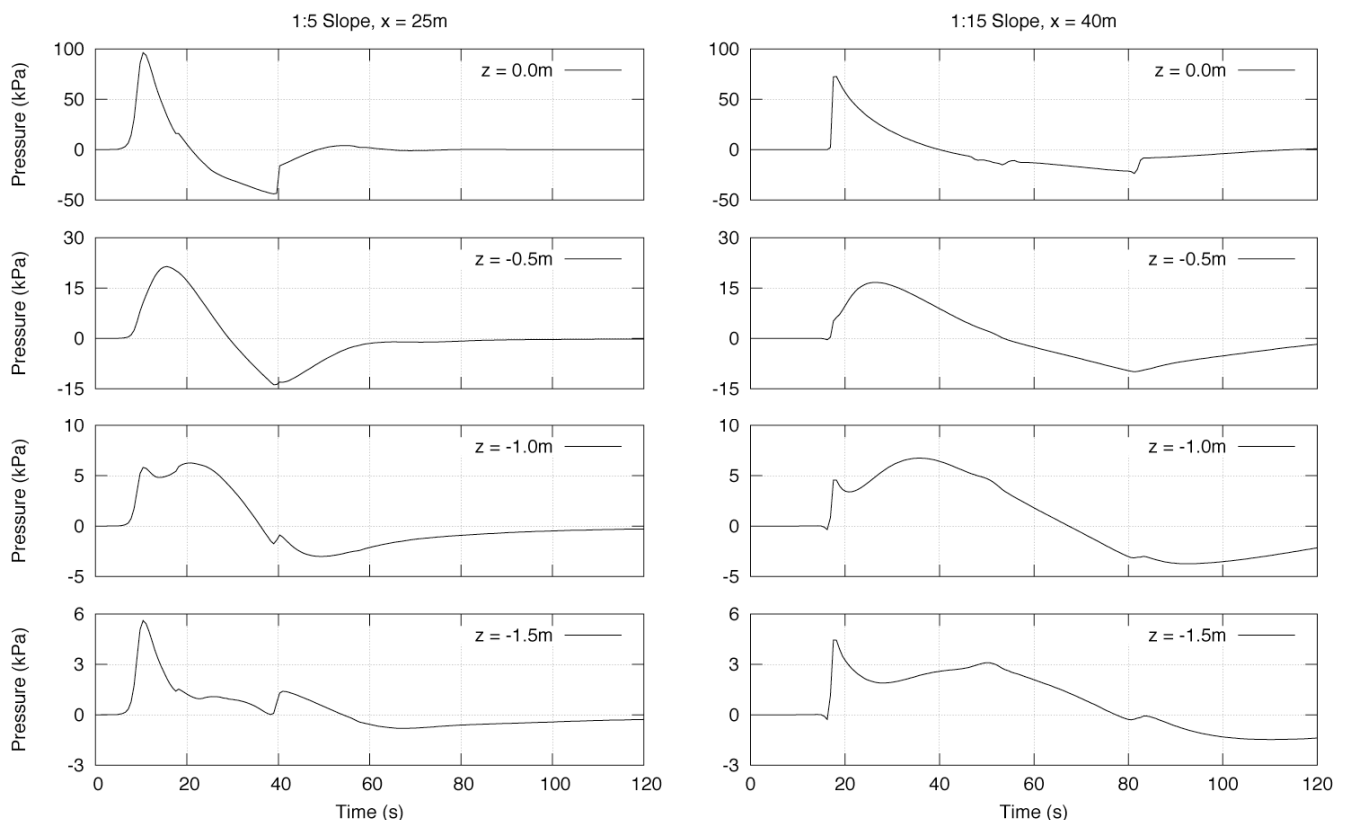 1:5 Slope, x = 25m
Pressure (kPa)
100
50
0
-50
z = 0.0m
Pressure (kPa)
30
15
0
-15
z = -0.5m
Pressure (kPa)
10
5
0
-5
z = -1.0m
Pressure (kPa)
6
3
0
-3
z = -1.5m
0 20 40 60 80 100 120
Time (s)
1:15 Slope, x = 40m
100
50
0
-50
z = 0.0m
30
15
0
-15
z = -0.5m
10
5
0
-5
z = -1.0m
6
3
0
-3
z = -1.5m
0 20 40 60 80 100 120
Time (s)